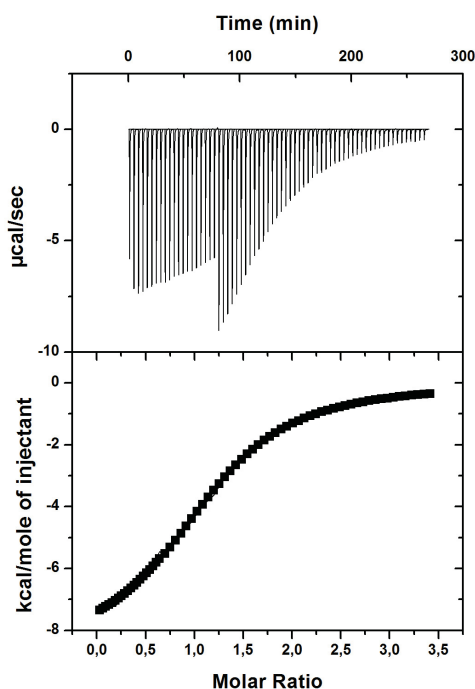 Time (min)
0 100 200 300
0
-5
-10
µcal/sec
0
-2
-4
-6
-8
kcal/mole of injectant
0,0 0,5 1,0 1,5 2,0 2,5 3,0 3,5
Molar Ratio